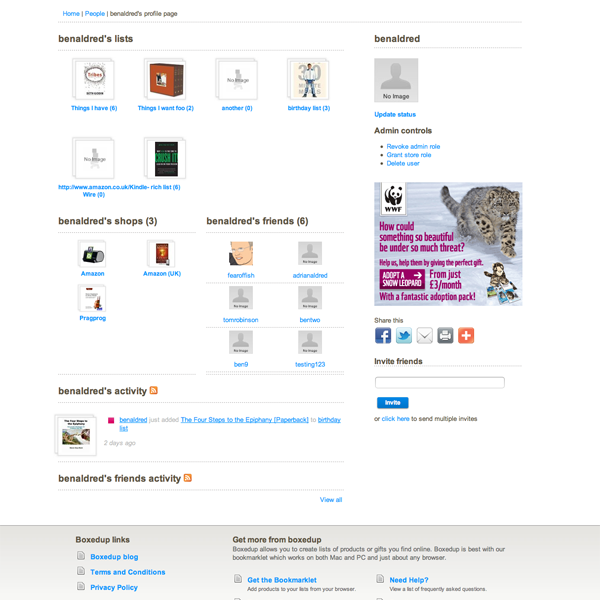 Home | People | benaldred's profile page
benaldred's lists
Things I have (6)
Things I want foo (2)
No Image
another (0)
birthday list (3)
No Image
http://www.amazon.co.uk/Kindle-
Wire (0)
CRUSH IT
rich list (6)
benaldred's shops (3)
Amazon
Amazon (UK)
Pragprog
benaldred's friends (6)
fearoffish
No Image
adrianaldred
No Image
tomrobinson
No Image
bentwo
No Image
ben9
No Image
testing123
benaldred's activity
benaldred just added The Four Steps to the Epiphany [Paperback] to birthday
list
2 days ago
benaldred's friends activity
View all
benaldred
No Image
Update status
Admin controls
Revoke admin role
Grant store role
Delete user
WWF
How could
something so beautiful
be under so much threat?
Help us, help them by giving the perfect gift.
ADOPT A
SNOW LEOPARD
From just
£3/month
With a fantastic adoption pack!
Share this
Invite friends
Invite
or click here to send multiple invites
Boxedup links
Boxedup blog
Terms and Conditions
Privacy Policy
Get more from boxedup
Boxedup allows you to create lists of products or gifts you find online. Boxedup is best with our
bookmarklet which works on both Mac and PC and just about any browser.
Get the Bookmarklet
Add products to your lists from your browser.
Need Help?
View a list of frequently asked questions.